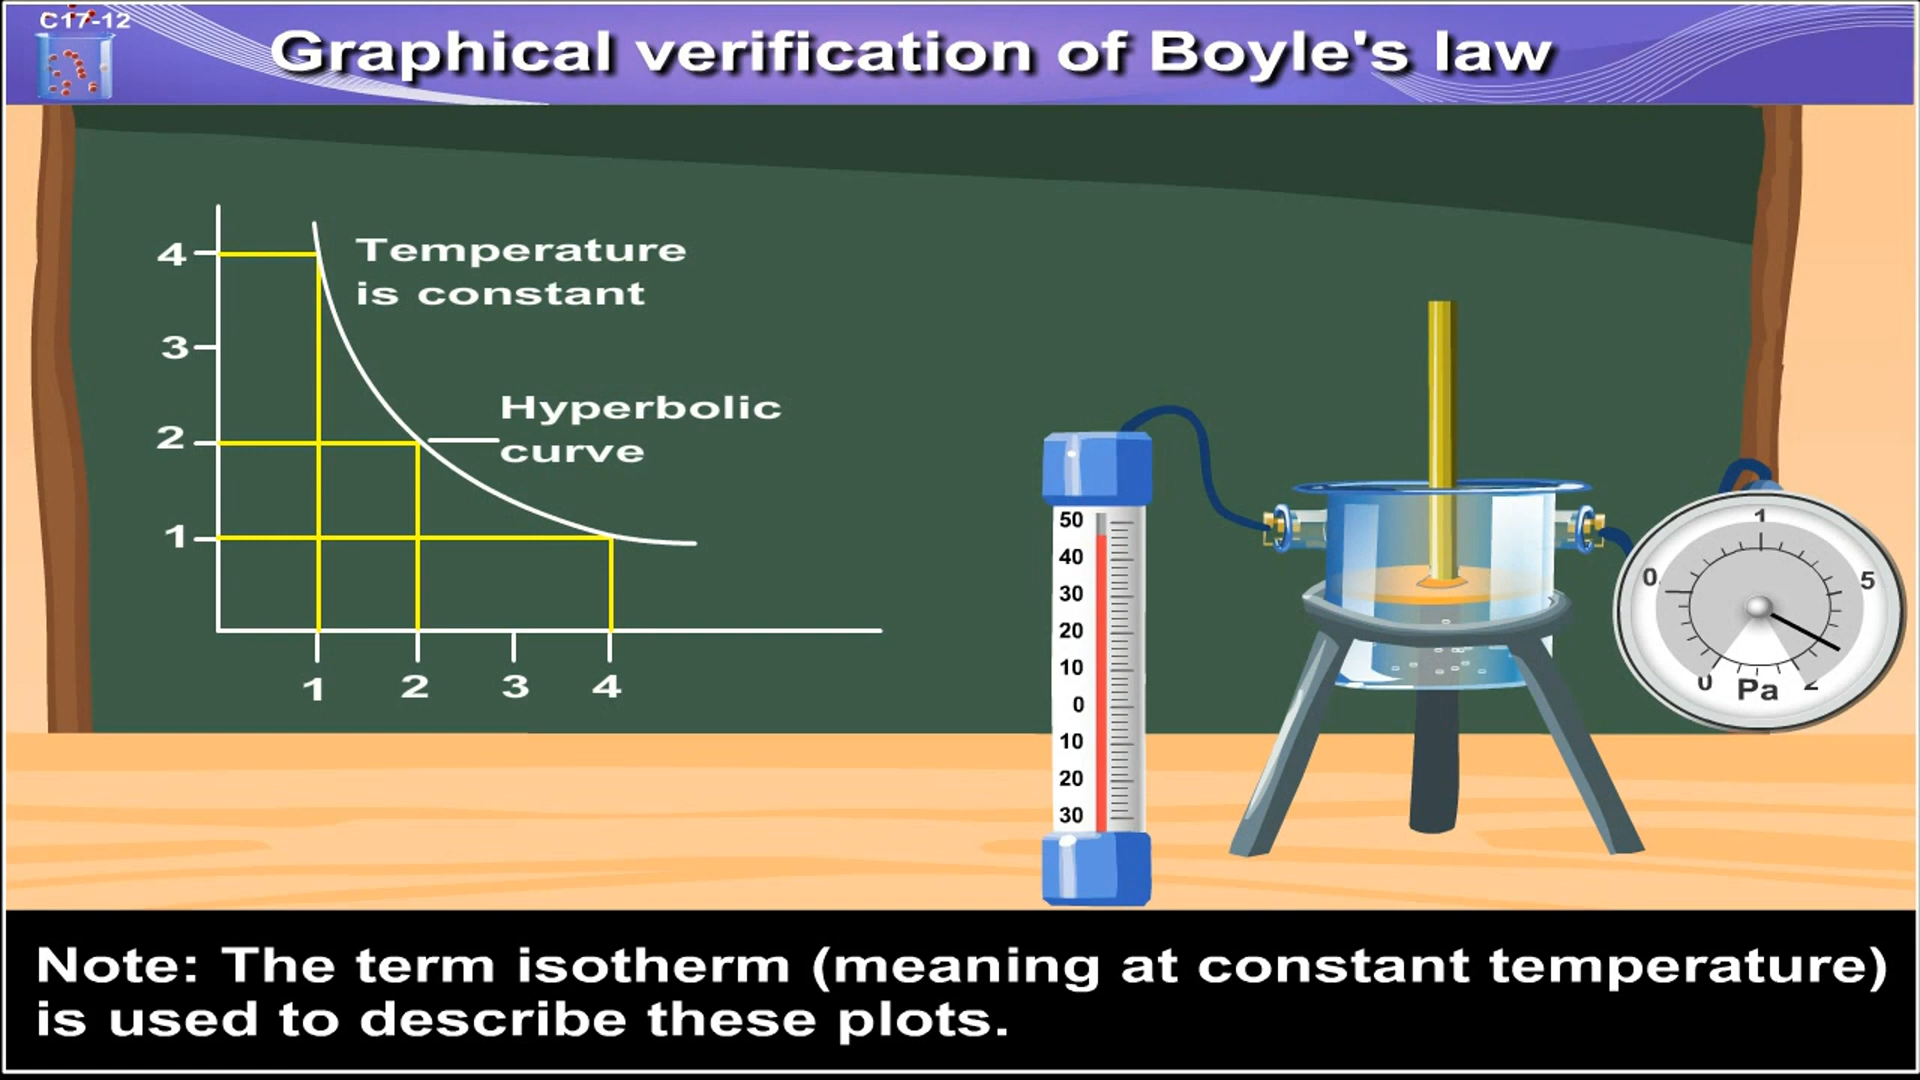 C17-12
Graphical verification of Boyle's law
4
3
2
1
Temperature
is constant
Hyperbolic
curve
1 2 3 4
50
40
30
20
10
0
10
20
30
1
0
5
0
Pa
2
Note: The term isotherm (meaning at constant temperature)
is used to describe these plots.